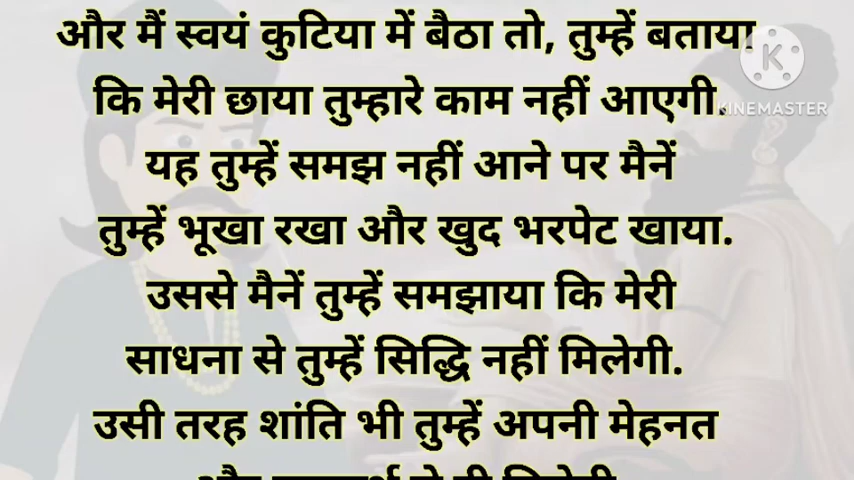 और मैं स्वयं कुटिया में बैठा तो, तुम्हें बताया
कि मेरी छाया तुम्हारे काम नहीं आएगी.
यह तुम्हें समझ नहीं आने पर मैनें
तुम्हें भूखा रखा और खुद भरपेट खाया.
उससे मैनें तुम्हें समझाया कि मेरी
साधना से तुम्हें सिद्धि नहीं मिलेगी.
उसी तरह शांति भी तुम्हें अपनी मेहनत
K
KINEMASTER